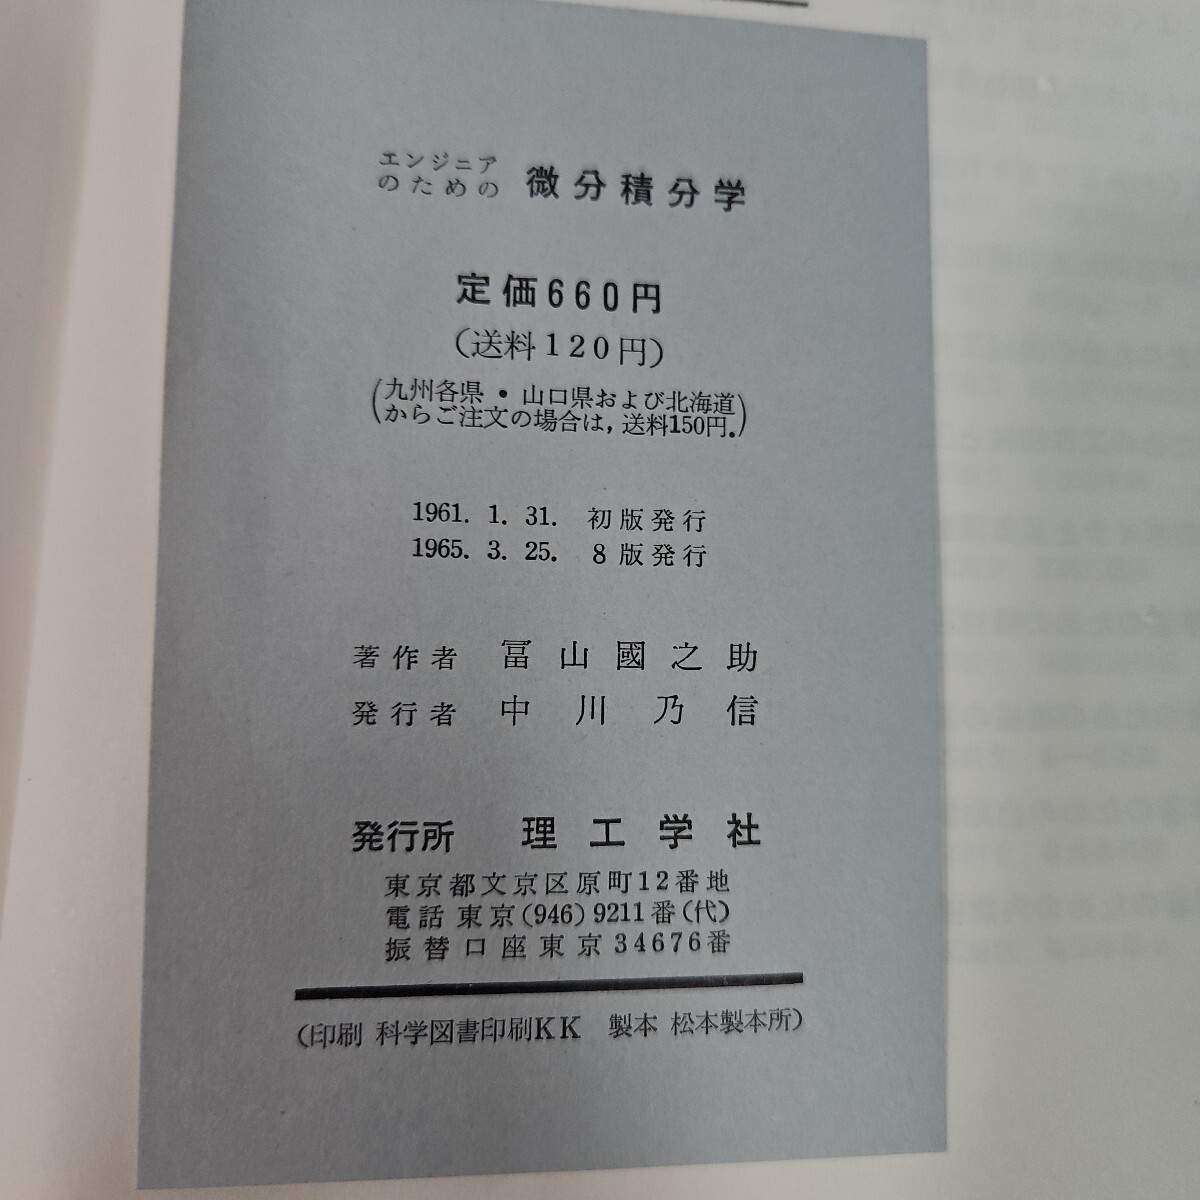 エンジニア
のための 微分積分学
定価660円
(送料120円)
(九州各県・山口県および北海道
からご注文の場合は, 送料150円.)
1961. 1. 31. 初版発行
1965. 3. 25. 8版発行
著作者 冨山國之助
発行者 中川乃信
発行所 理工学社
東京都文京区原町12番地
電話 東京(946)9211番(代)
振替口座東京34676番
(印刷 科学図書印刷KK 製本 松本製本所)